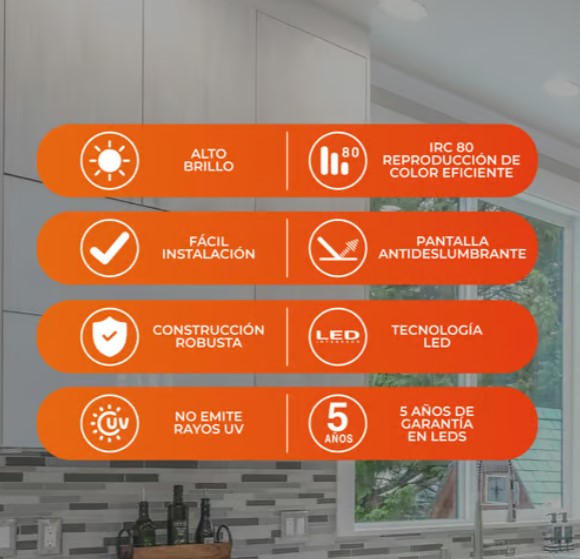 ALTO
BRILLO
80
IRC 80
REPRODUCCIÓN DE
COLOR EFICIENTE
FÁCIL
INSTALACIÓN
PANTALLA
ANTIDESLUMBRANTE
CONSTRUCCIÓN
ROBUSTA
LED
INTEGRADO
TECNOLOGÍA
LED
UV
NO EMITE
RAYOS UV
5
AÑOS
5 AÑOS DE
GARANTÍA
EN LEDS